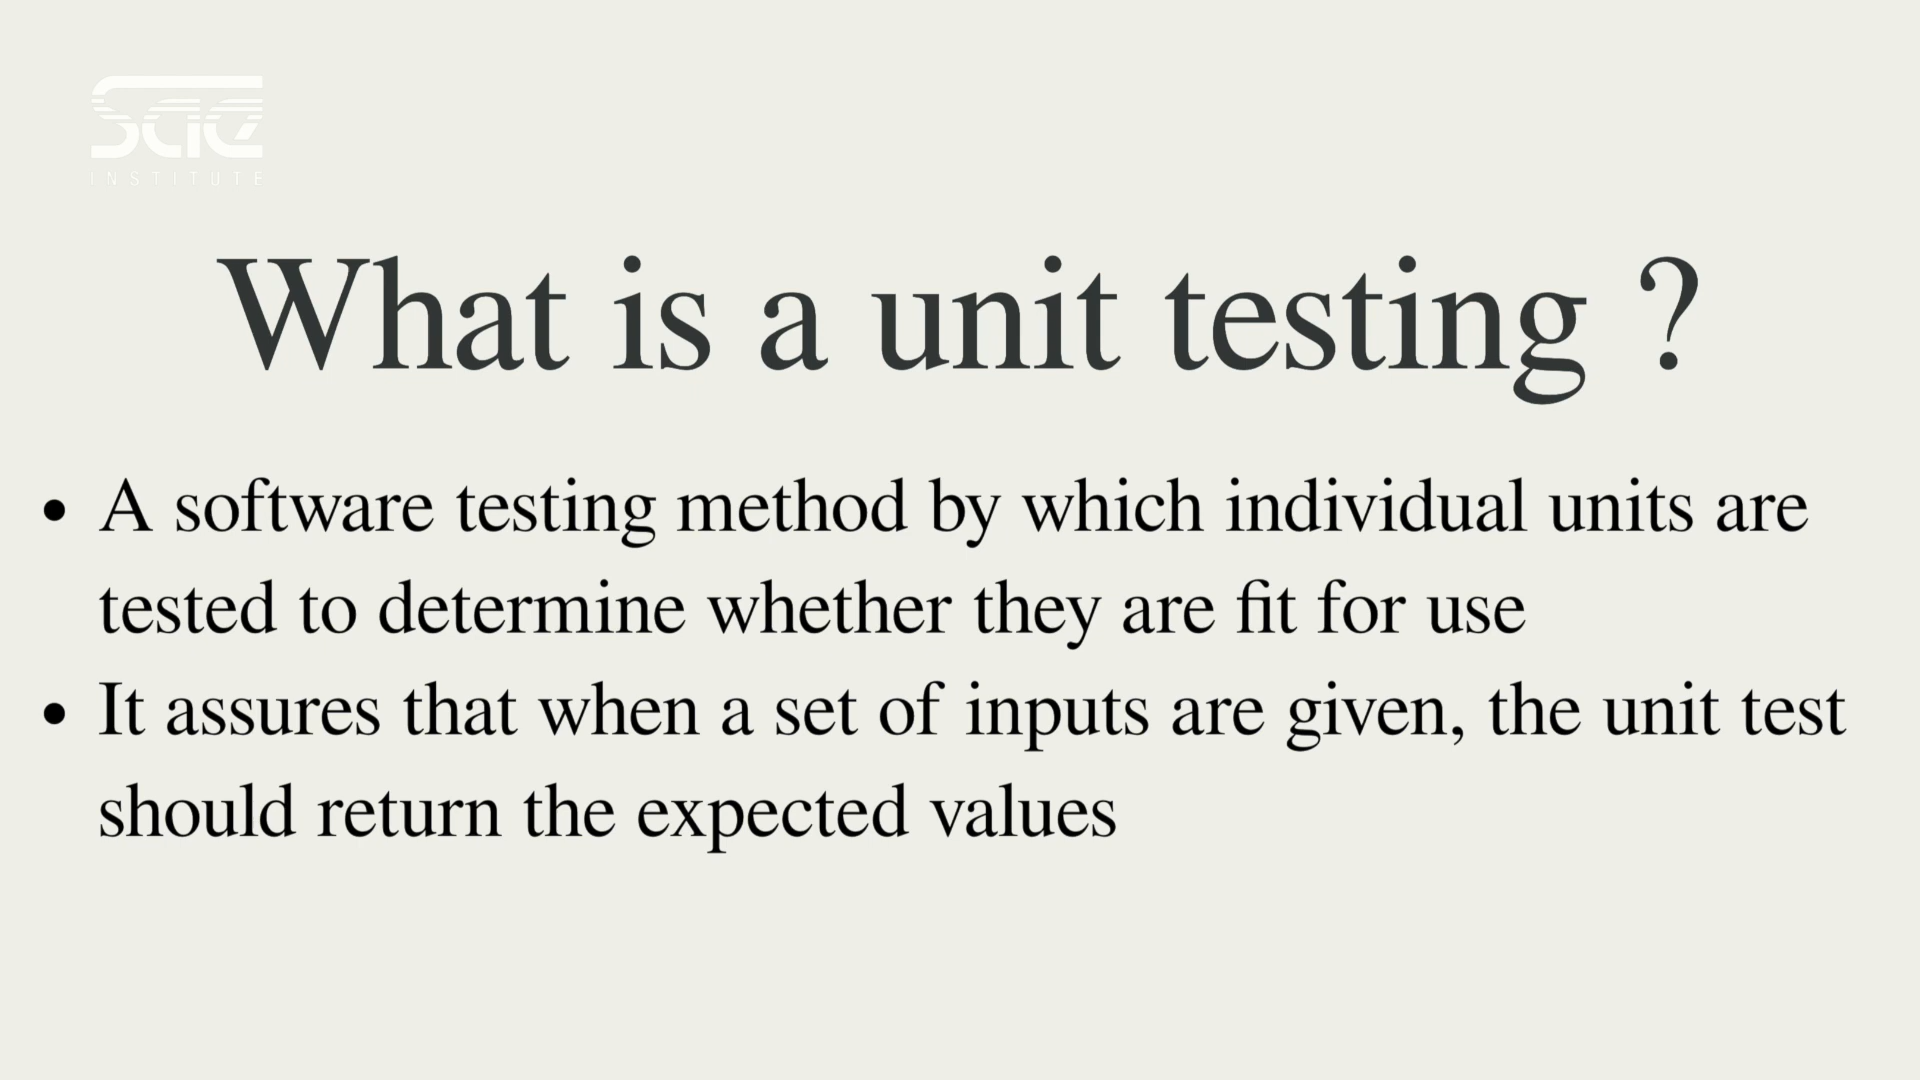 Sae
INSTITUTE
What is a unit testing ?
• A software testing method by which individual units are
tested to determine whether they are fit for use
• It assures that when a set of inputs are given, the unit test
should return the expected values